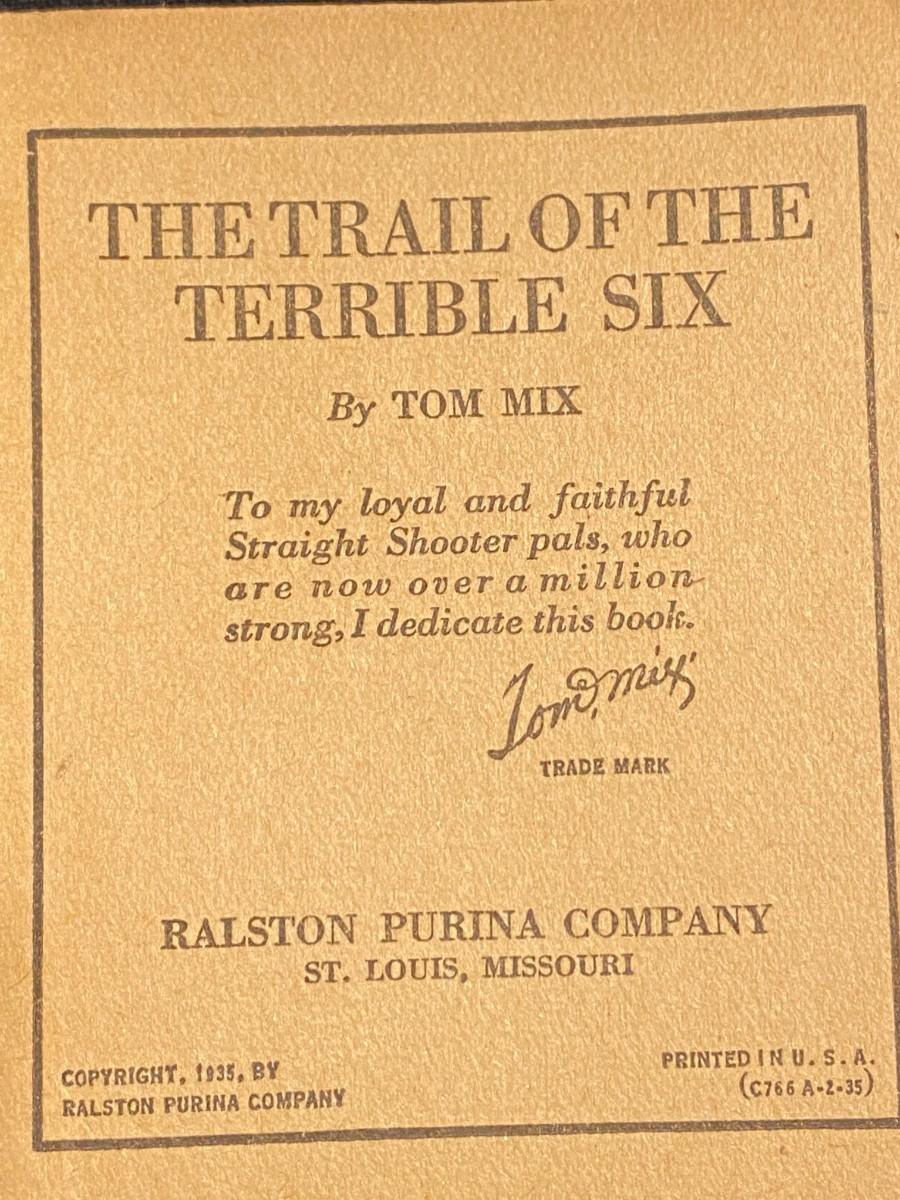 THE TRAIL OF THE
TERRIBLE SIX
By TOM MIX
To my loyal and faithful
Straight Shooter pals, who
are now over a million
strong, I dedicate this book.
Tom Mix
TRADE MARK
RALSTON PURINA COMPANY
ST. LOUIS, MISSOURI
COPYRIGHT, 1935, BY
RALSTON PURINA COMPANY
PRINTED IN U. S. A.
(C766 A-2-35)